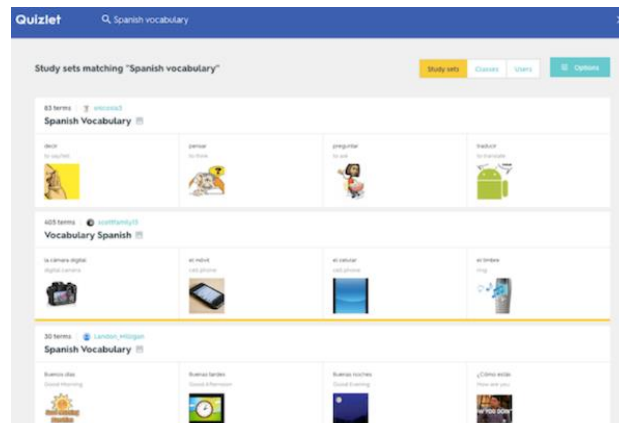 Quizlet
Spanish vocabulary
Study sets matching "Spanish vocabulary"
Study sets Classes Users Options
83 terms
Spanish Vocabulary
decir pensar preguntar traducir
to say/tell to think to ask to translate
405 terms scottfamily13
Vocabulary Spanish
la cámara digital el móvil el celular el timbre
digital camera cell phone cell phone ring
30 terms Landon_Milligan
Spanish Vocabulary
Buenos días Buenas tardes Buenas noches ¿Cómo estás
Good Morning Good Afternoon Good Evening How are you